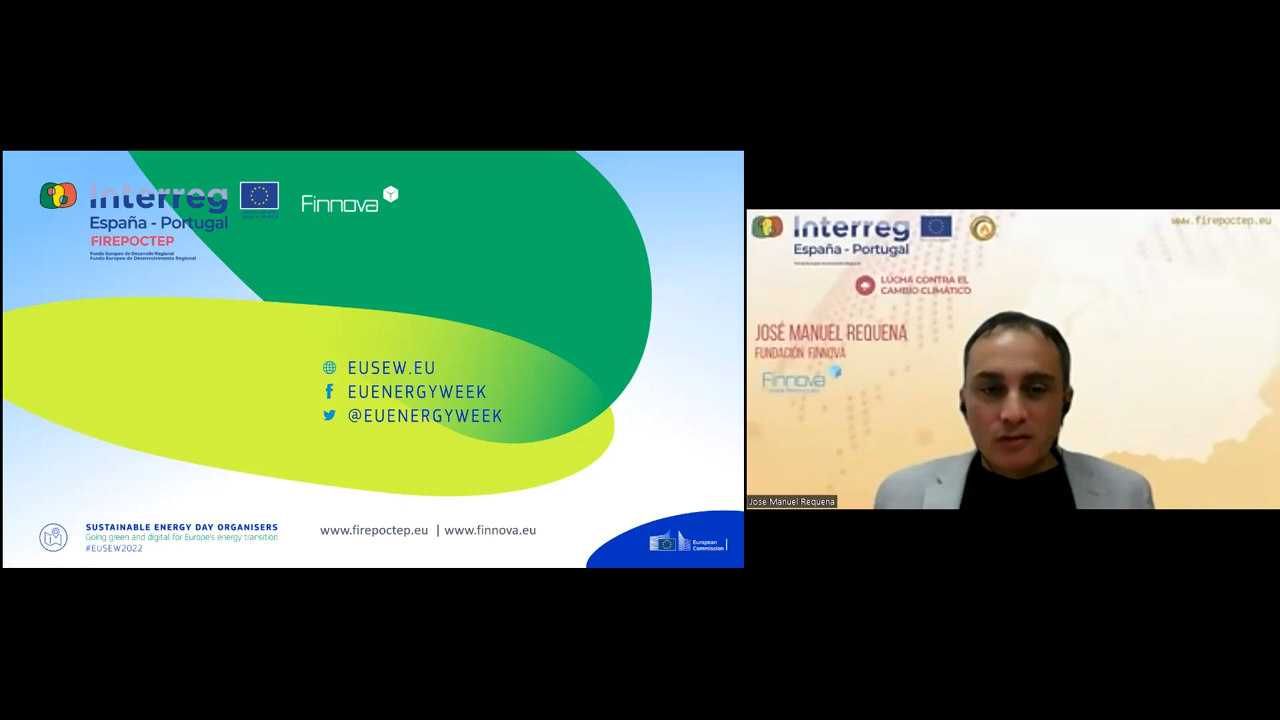 Interreg
España - Portugal
FIREPOCTEP
Fondo Europeo de Desarrollo Regional
Fundo Europeu de Desenvolvimento Regional
Finnova
EUSEW.EU
EUENERGYWEEK
@EUENERGYWEEK
SUSTAINABLE ENERGY DAY ORGANISERS
Going green and digital for Europe's energy transition
#EUSEW2022
www.firepoctep.eu | www.finnova.eu
European
Commission
Interreg
España - Portugal
www.firepoctep.eu
LUCHA CONTRA EL
CAMBIO CLIMÁTICO
JOSÉ MANUEL REQUENA
FUNDACIÓN FINNOVA
Finnova
www.finnova.eu
Jose Manuel Requena